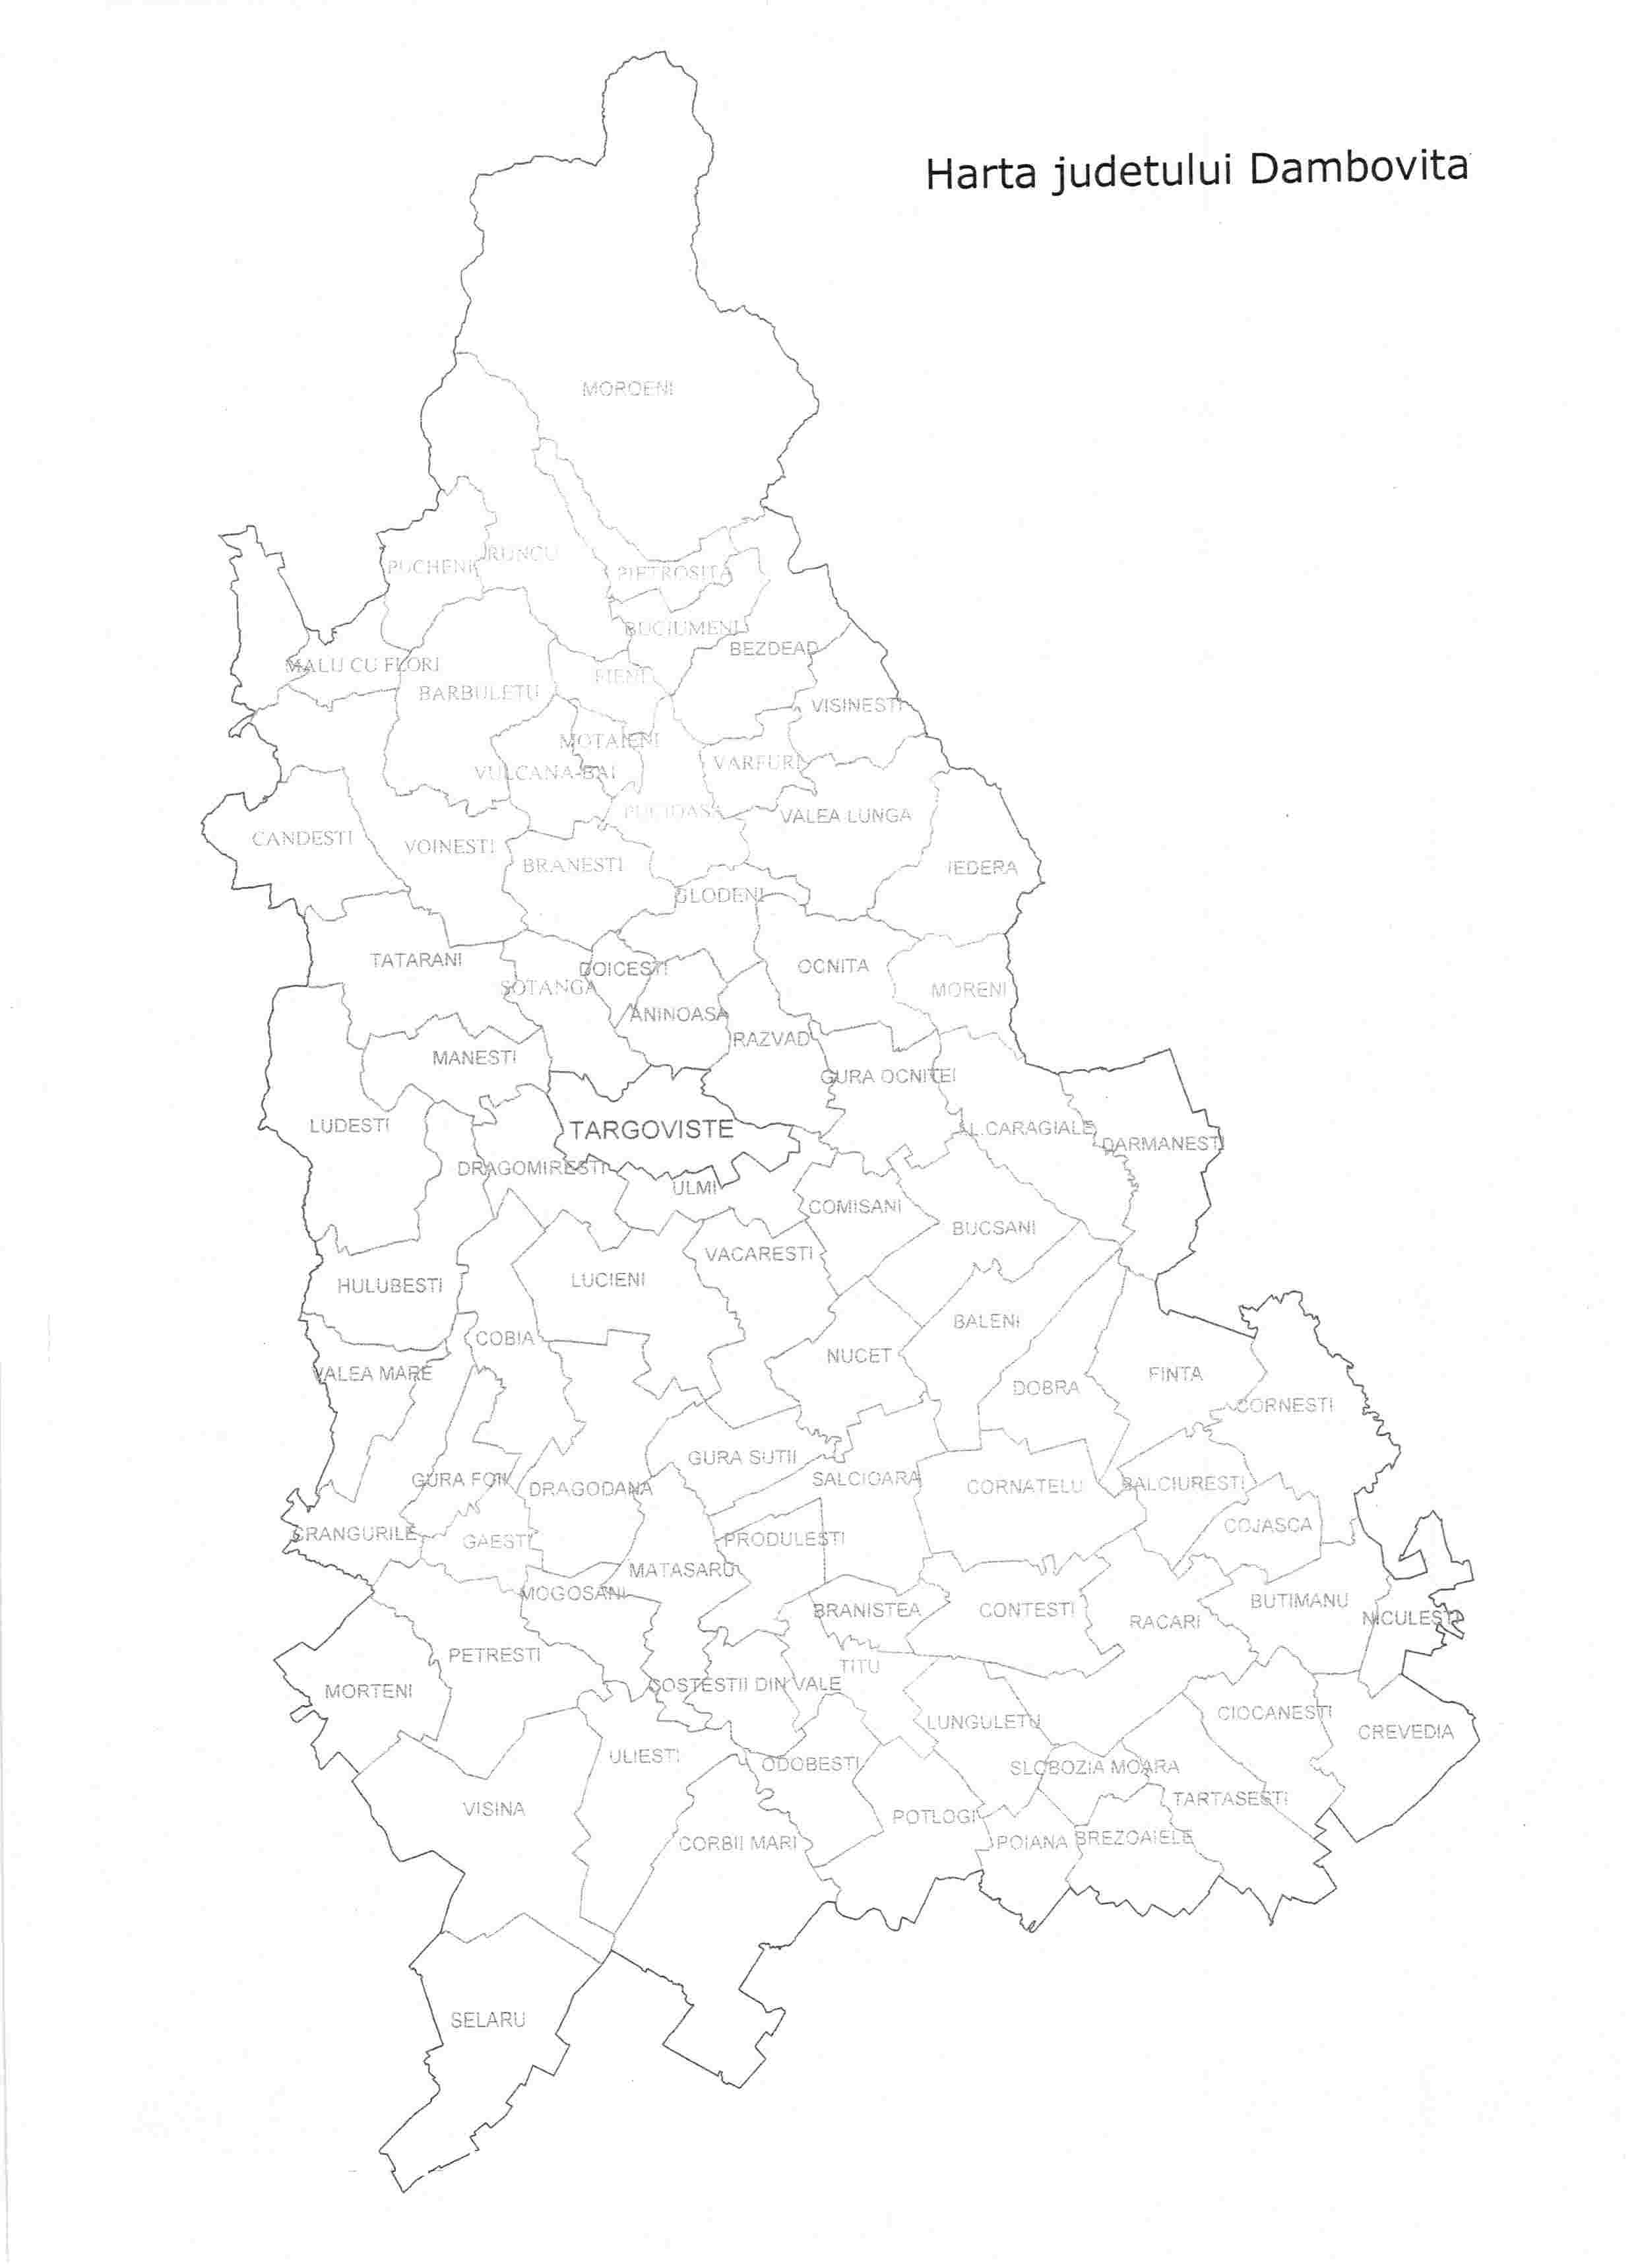 Harta judetului Dambovita
MOROENI
RUNCU
PUCHENI
PIETROSITA
BUCIUMENI
BEZDEAD
MALU CU FLORI
FIENI
BARBULETU
VISINESTI
MOTAIENI
VARFURI
VULCANA-BAI
PUCIOASA
VALEA LUNGA
CANDESTI
VOINESTI
BRANESTI
IEDERA
GLODENI
TATARANI
DOICESTI
OCNITA
SOTANGA
MORENI
ANINOASA
RAZVAD
MANESTI
GURA OCNITEI
LUDESTI
TARGOVISTE
I.L.CARAGIALE
DARMANESTI
DRAGOMIRESTI
ULMI
COMISANI
BUCSANI
VACARESTI
LUCIENI
HULUBESTI
BALENI
COBIA
NUCET
VALEA MARE
FINTA
DOBRA
CORNESTI
GURA SUTII
GURA FOII
SALCIOARA
DRAGODANA
CORNATELU
BALCIURESTI
COJASCA
CRANGURILE
GAESTI
PRODULESTI
MATASARU
MOGOSANI
BUTIMANU
BRANISTEA
CONTESTI
NICULESTI
RACARI
PETRESTI
TITU
COSTESTII DIN VALE
MORTENI
CIOCANESTI
LUNGULETU
CREVEDIA
ULIESTI
ODOBESTI
SLOBOZIA MOARA
TARTASESTI
VISINA
POTLOGI
CORBII MARI
POIANA
BREZOAIELE
SELARU